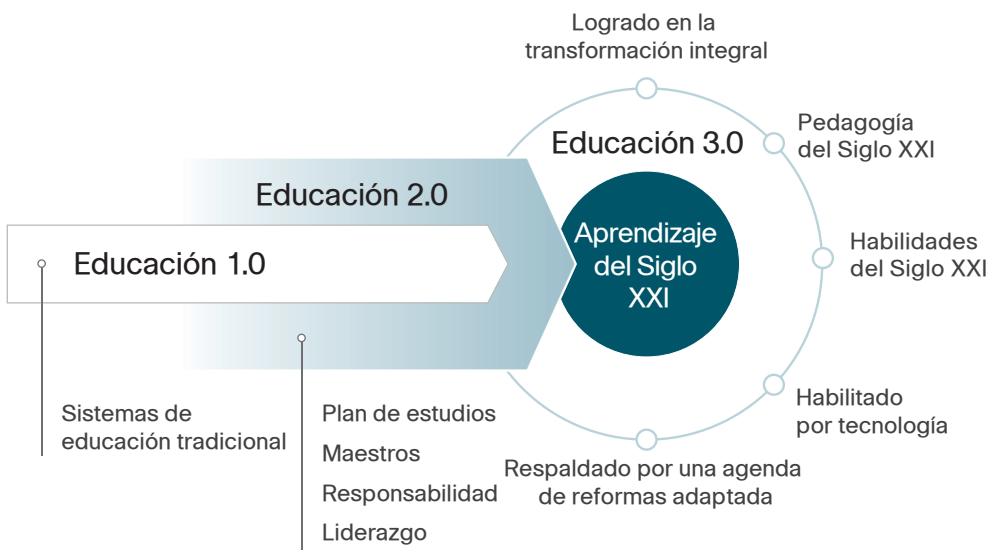 Logrado en la
transformación integral
Educación 3.0
Pedagogía
del Siglo XXI
Educación 2.0
Aprendizaje
del Siglo
XXI
Habilidades
del Siglo XXI
Educación 1.0
Habilitado
por tecnología
Sistemas de
educación tradicional
Plan de estudios
Maestros
Responsabilidad
Liderazgo
Respaldado por una agenda
de reformas adaptada